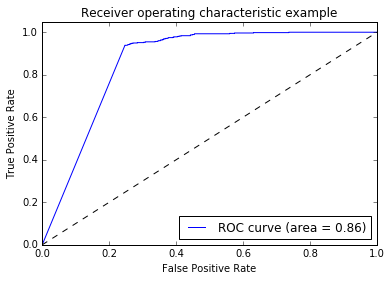 Receiver operating characteristic example
1.0
0.8
0.6
0.4
0.2
0.0
True Positive Rate
ROC curve (area = 0.86)
0.0 0.2 0.4 0.6 0.8 1.0
False Positive Rate